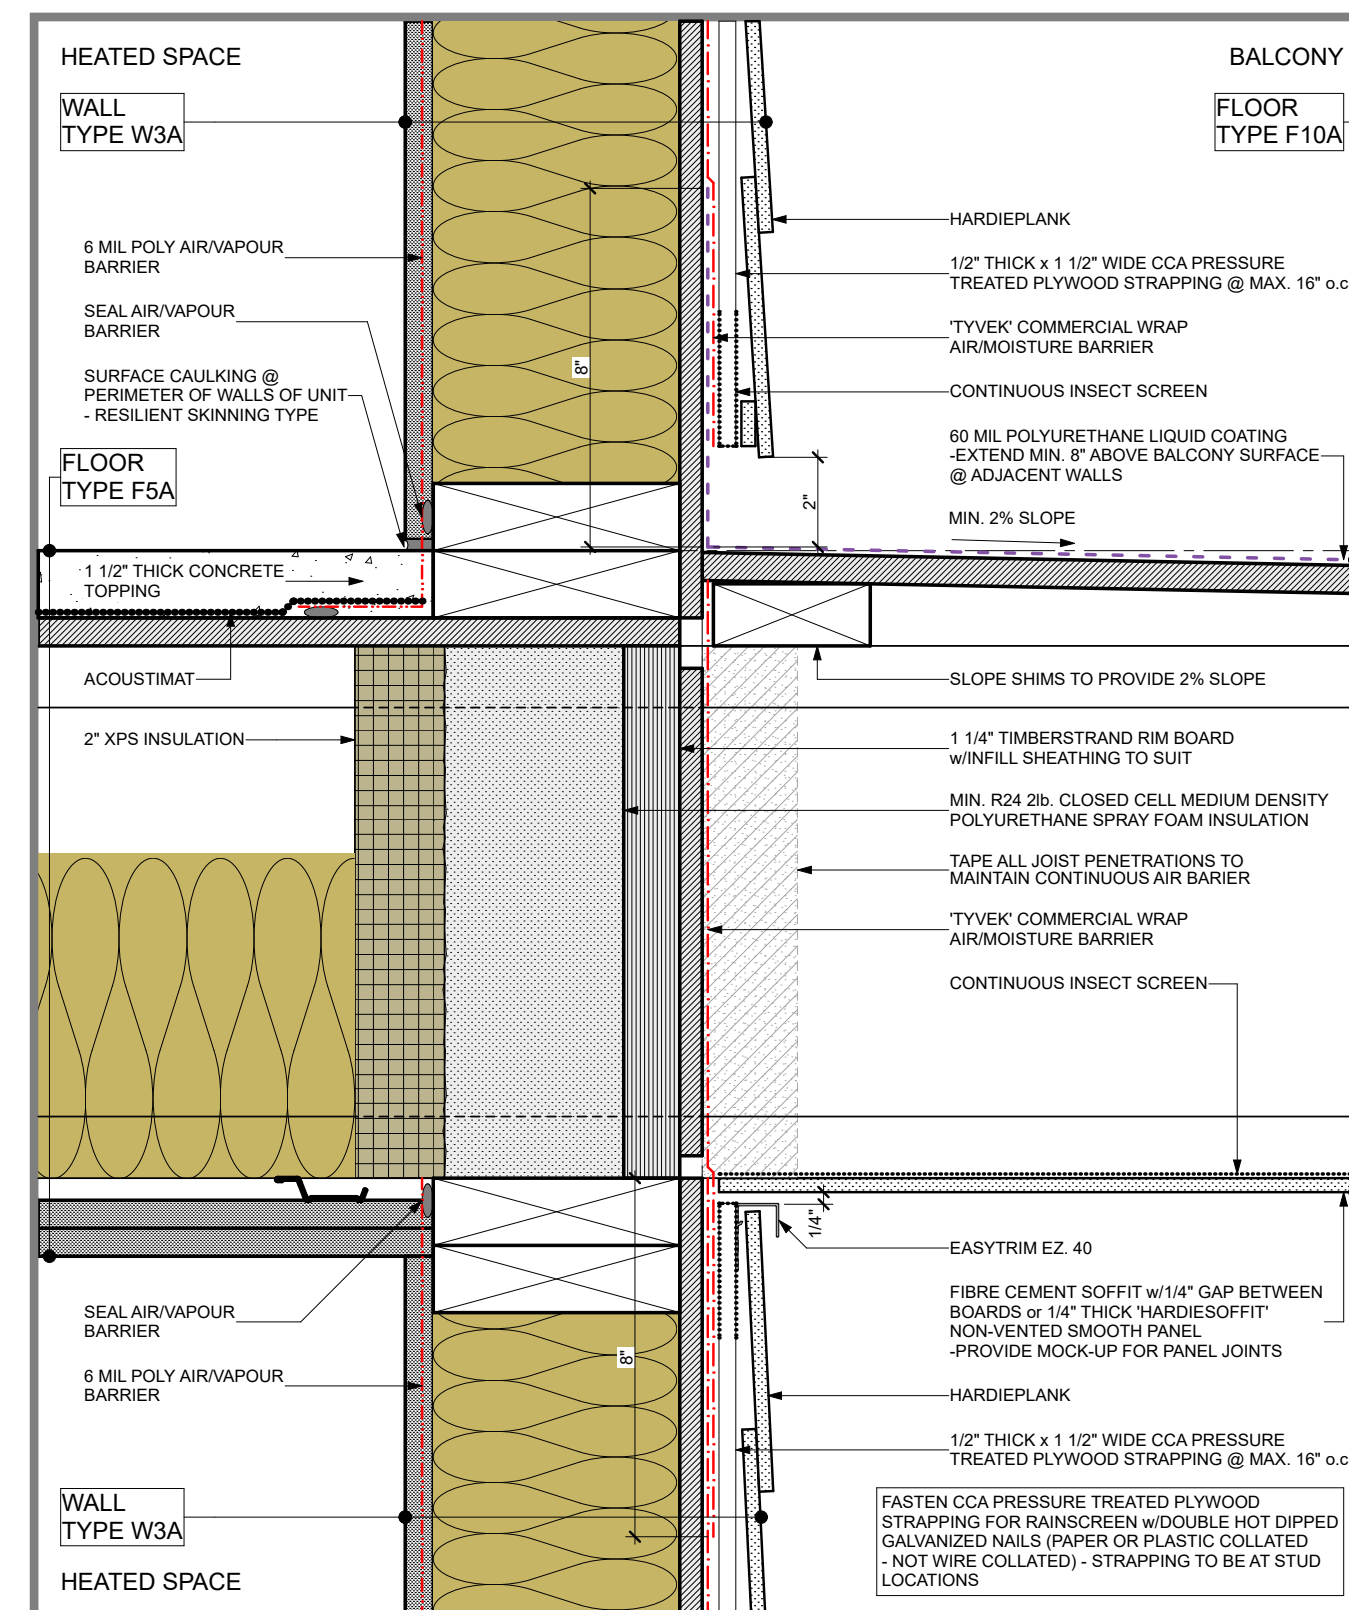 HEATED SPACE
WALL
TYPE W3A
6 MIL POLY AIR/VAPOUR
BARRIER
SEAL AIR/VAPOUR
BARRIER
SURFACE CAULKING @
PERIMETER OF WALLS OF UNIT
- RESILIENT SKINNING TYPE
FLOOR
TYPE F5A
1 1/2" THICK CONCRETE
TOPPING
ACOUSTIMAT
2" XPS INSULATION
SEAL AIR/VAPOUR
BARRIER
6 MIL POLY AIR/VAPOUR
BARRIER
WALL
TYPE W3A
HEATED SPACE
8"
2"
1/4"
8"
BALCONY
FLOOR
TYPE F10A
HARDIEPLANK
1/2" THICK x 1 1/2" WIDE CCA PRESSURE
TREATED PLYWOOD STRAPPING @ MAX. 16" o.c
'TYVEK' COMMERCIAL WRAP
AIR/MOISTURE BARRIER
CONTINUOUS INSECT SCREEN
60 MIL POLYURETHANE LIQUID COATING
-EXTEND MIN. 8" ABOVE BALCONY SURFACE
@ ADJACENT WALLS
MIN. 2% SLOPE
SLOPE SHIMS TO PROVIDE 2% SLOPE
1 1/4" TIMBERSTRAND RIM BOARD
w/INFILL SHEATHING TO SUIT
MIN. R24 2lb. CLOSED CELL MEDIUM DENSITY
POLYURETHANE SPRAY FOAM INSULATION
TAPE ALL JOIST PENETRATIONS TO
MAINTAIN CONTINUOUS AIR BARIER
'TYVEK' COMMERCIAL WRAP
AIR/MOISTURE BARRIER
CONTINUOUS INSECT SCREEN
EASYTRIM EZ. 40
FIBRE CEMENT SOFFIT w/1/4" GAP BETWEEN
BOARDS or 1/4" THICK 'HARDIESOFFIT'
NON-VENTED SMOOTH PANEL
-PROVIDE MOCK-UP FOR PANEL JOINTS
HARDIEPLANK
1/2" THICK x 1 1/2" WIDE CCA PRESSURE
TREATED PLYWOOD STRAPPING @ MAX. 16" o.c
FASTEN CCA PRESSURE TREATED PLYWOOD
STRAPPING FOR RAINSCREEN w/DOUBLE HOT DIPPED
GALVANIZED NAILS (PAPER OR PLASTIC COLLATED
- NOT WIRE COLLATED) - STRAPPING TO BE AT STUD
LOCATIONS